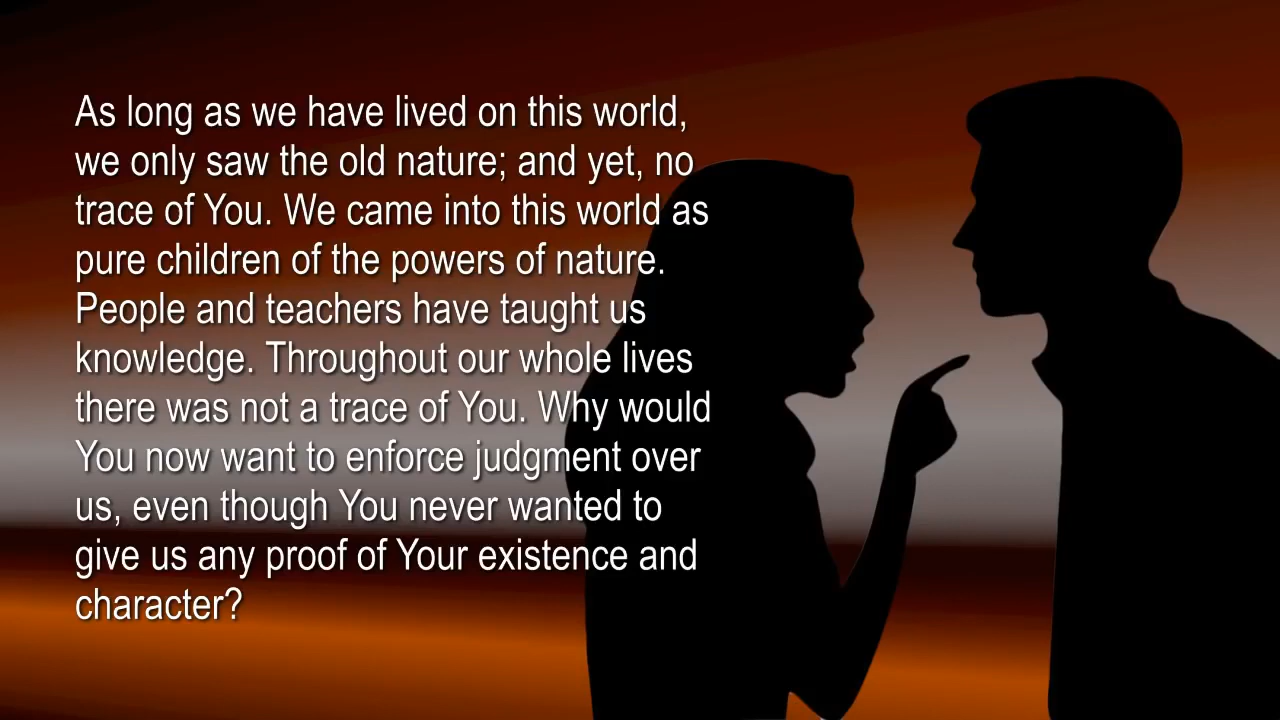 As long as we have lived on this world,
we only saw the old nature; and yet, no
trace of You. We came into this world as
pure children of the powers of nature.
People and teachers have taught us
knowledge. Throughout our whole lives
there was not a trace of You. Why would
You now want to enforce judgment over
us, even though You never wanted to
give us any proof of Your existence and
character?